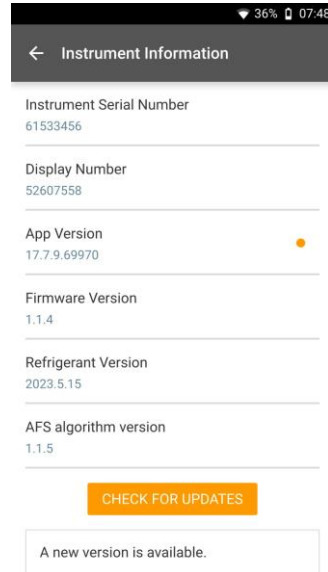 36% 07:48
Instrument Information
Instrument Serial Number
61533456
Display Number
52607558
App Version
17.7.9.69970
Firmware Version
1.1.4
Refrigerant Version
2023.5.15
AFS algorithm version
1.1.5
CHECK FOR UPDATES
A new version is available.